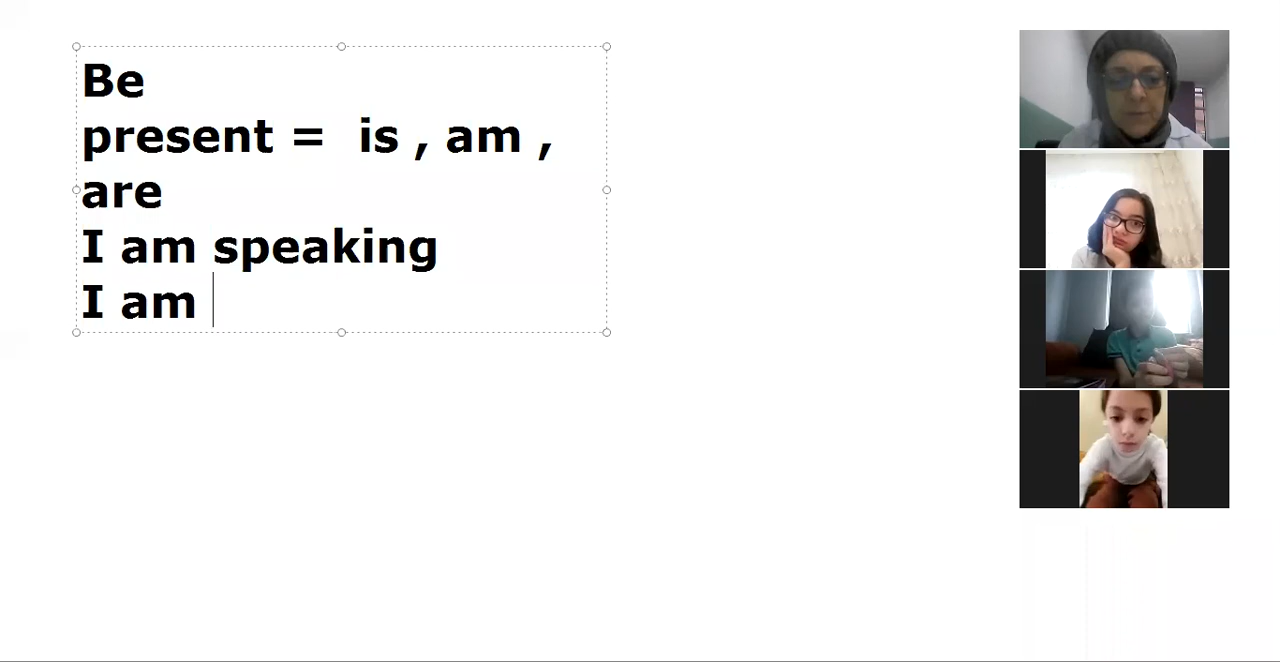 Be
present = is , am ,
are
I am speaking
I am